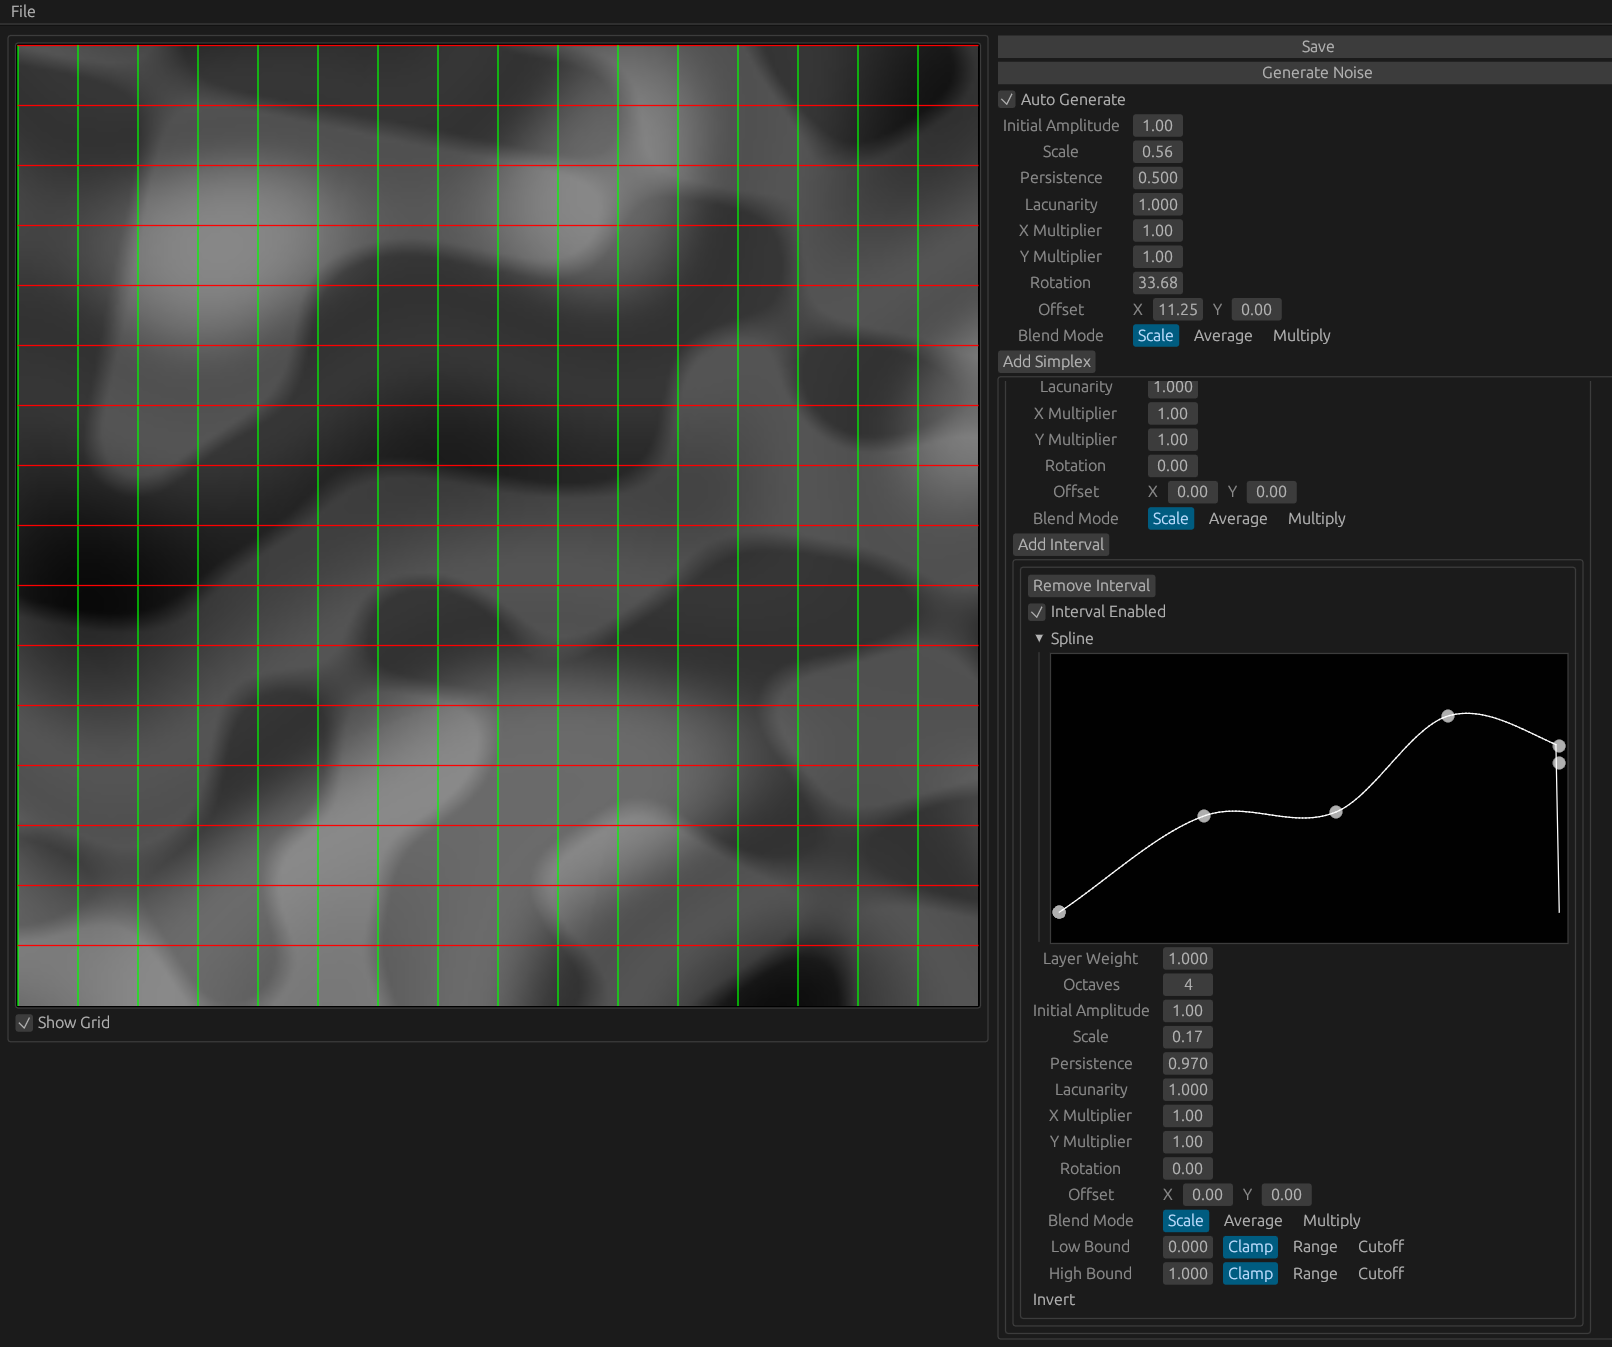 File
Save
Generate Noise
Auto Generate
Initial Amplitude 1.00
Scale 0.56
Persistence 0.500
Lacunarity 1.000
X Multiplier 1.00
Y Multiplier 1.00
Rotation 33.68
Offset X 11.25 Y 0.00
Blend Mode Scale Average Multiply
Add Simplex
Lacunarity 1.000
X Multiplier 1.00
Y Multiplier 1.00
Rotation 0.00
Offset X 0.00 Y 0.00
Blend Mode Scale Average Multiply
Add Interval
Remove Interval
Interval Enabled
Spline
Layer Weight 1.000
Octaves 4
Initial Amplitude 1.00
Scale 0.17
Persistence 0.970
Lacunarity 1.000
X Multiplier 1.00
Y Multiplier 1.00
Rotation 0.00
Offset X 0.00 Y 0.00
Blend Mode Scale Average Multiply
Low Bound 0.000 Clamp Range Cutoff
High Bound 1.000 Clamp Range Cutoff
Invert
Show Grid